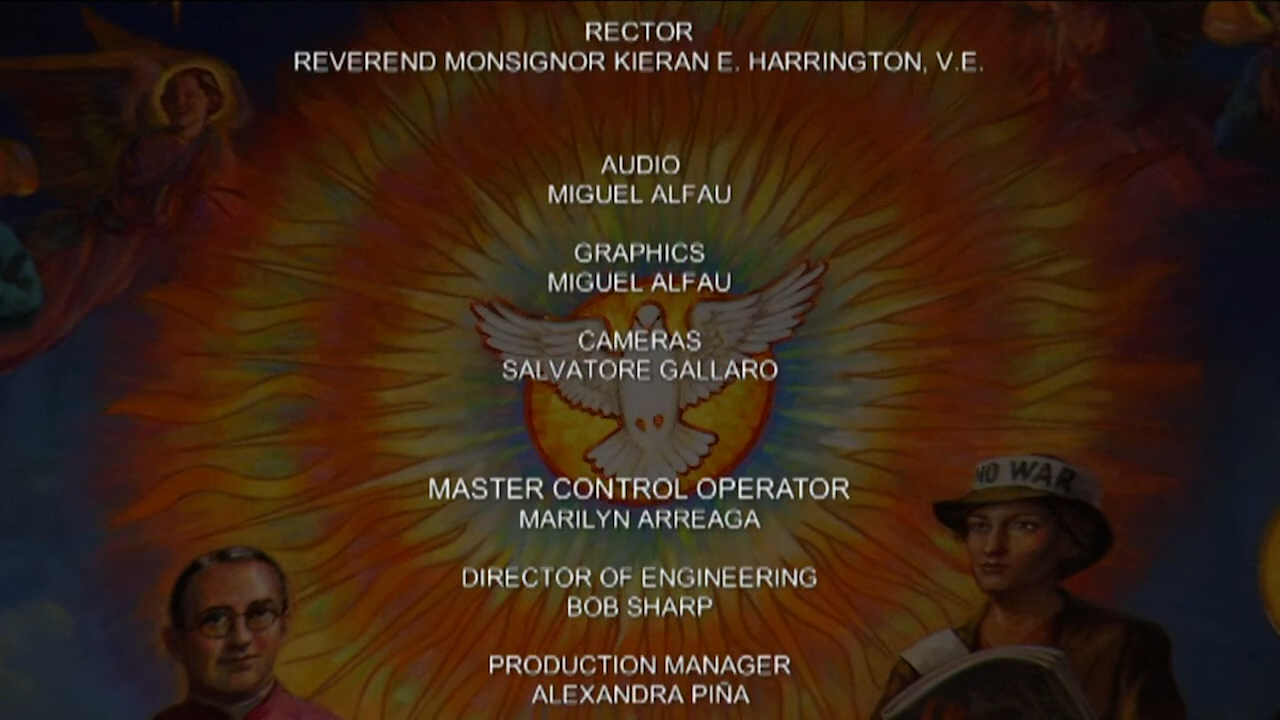 RECTOR
REVEREND MONSIGNOR KIERAN E. HARRINGTON, V.E.
AUDIO
MIGUEL ALFAU
GRAPHICS
MIGUEL ALFAU
CAMERAS
SALVATORE GALLARO
NO WAR
MASTER CONTROL OPERATOR
MARILYN ARREAGA
DIRECTOR OF ENGINEERING
BOB SHARP
PRODUCTION MANAGER
ALEXANDRA PIÑA